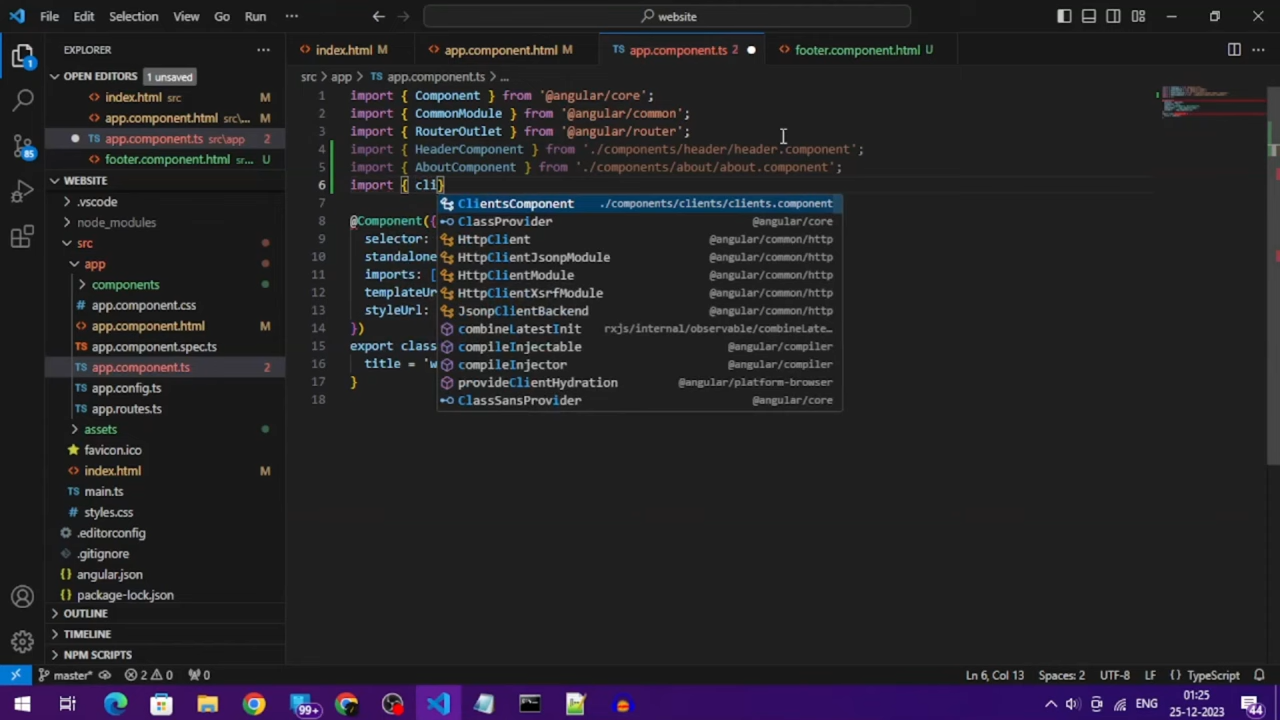 File Edit Selection View Go Run ··· website
EXPLORER ···
index.html M app.component.html M app.component.ts 2 footer.component.html U
OPEN EDITORS 1 unsaved
src > app > app.component.ts > ...
index.html src M
app.component.html ... M
app.component.ts src\app 2
footer.component.html s... U
WEBSITE
.vscode
node_modules
src
app
components
app.component.css
app.component.html M
app.component.spec.ts
app.component.ts 2
app.config.ts
app.routes.ts
assets
favicon.ico
index.html M
main.ts
styles.css
.editorconfig
.gitignore
angular.json
package-lock.json
OUTLINE
TIMELINE
NPM SCRIPTS
1 import { Component } from '@angular/core';
2 import { CommonModule } from '@angular/common';
3 import { RouterOutlet } from '@angular/router';
4 import { HeaderComponent } from './components/header/header.component';
5 import { AboutComponent } from './components/about/about.component';
6 import { cli}
7
8 @Component({
9 selector:
10 standalone
11 imports: [
12 templateUr
13 styleUrl:
14 })
15 export class
16 title = 'w
17 }
18
ClientsComponent ./components/clients/clients.component
ClassProvider @angular/core
HttpClient @angular/common/http
HttpClientJsonpModule @angular/common/http
HttpClientModule @angular/common/http
HttpClientXsrfModule @angular/common/http
JsonpClientBackend @angular/common/http
combineLatestInit rxjs/internal/observable/combineLate...
compileInjectable @angular/compiler
compileInjector @angular/compiler
provideClientHydration @angular/platform-browser
ClassSansProvider @angular/core
85
master* 2 0 0 Ln 6, Col 13 Spaces: 2 UTF-8 LF {} TypeScript
99+ ENG 01:25
25-12-2023 44